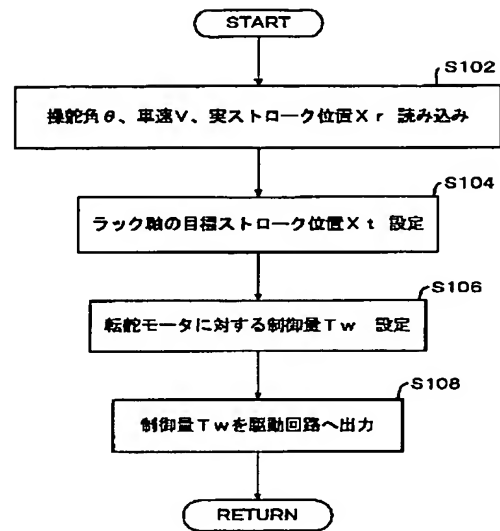 START
S102
操舵角θ、車速V、実ストローク位置Xr 読み込み
S104
ラック軸の目標ストローク位置Xt 設定
S106
転舵モータに対する制御量Tw 設定
S108
制御量Twを駆動回路へ出力
RETURN